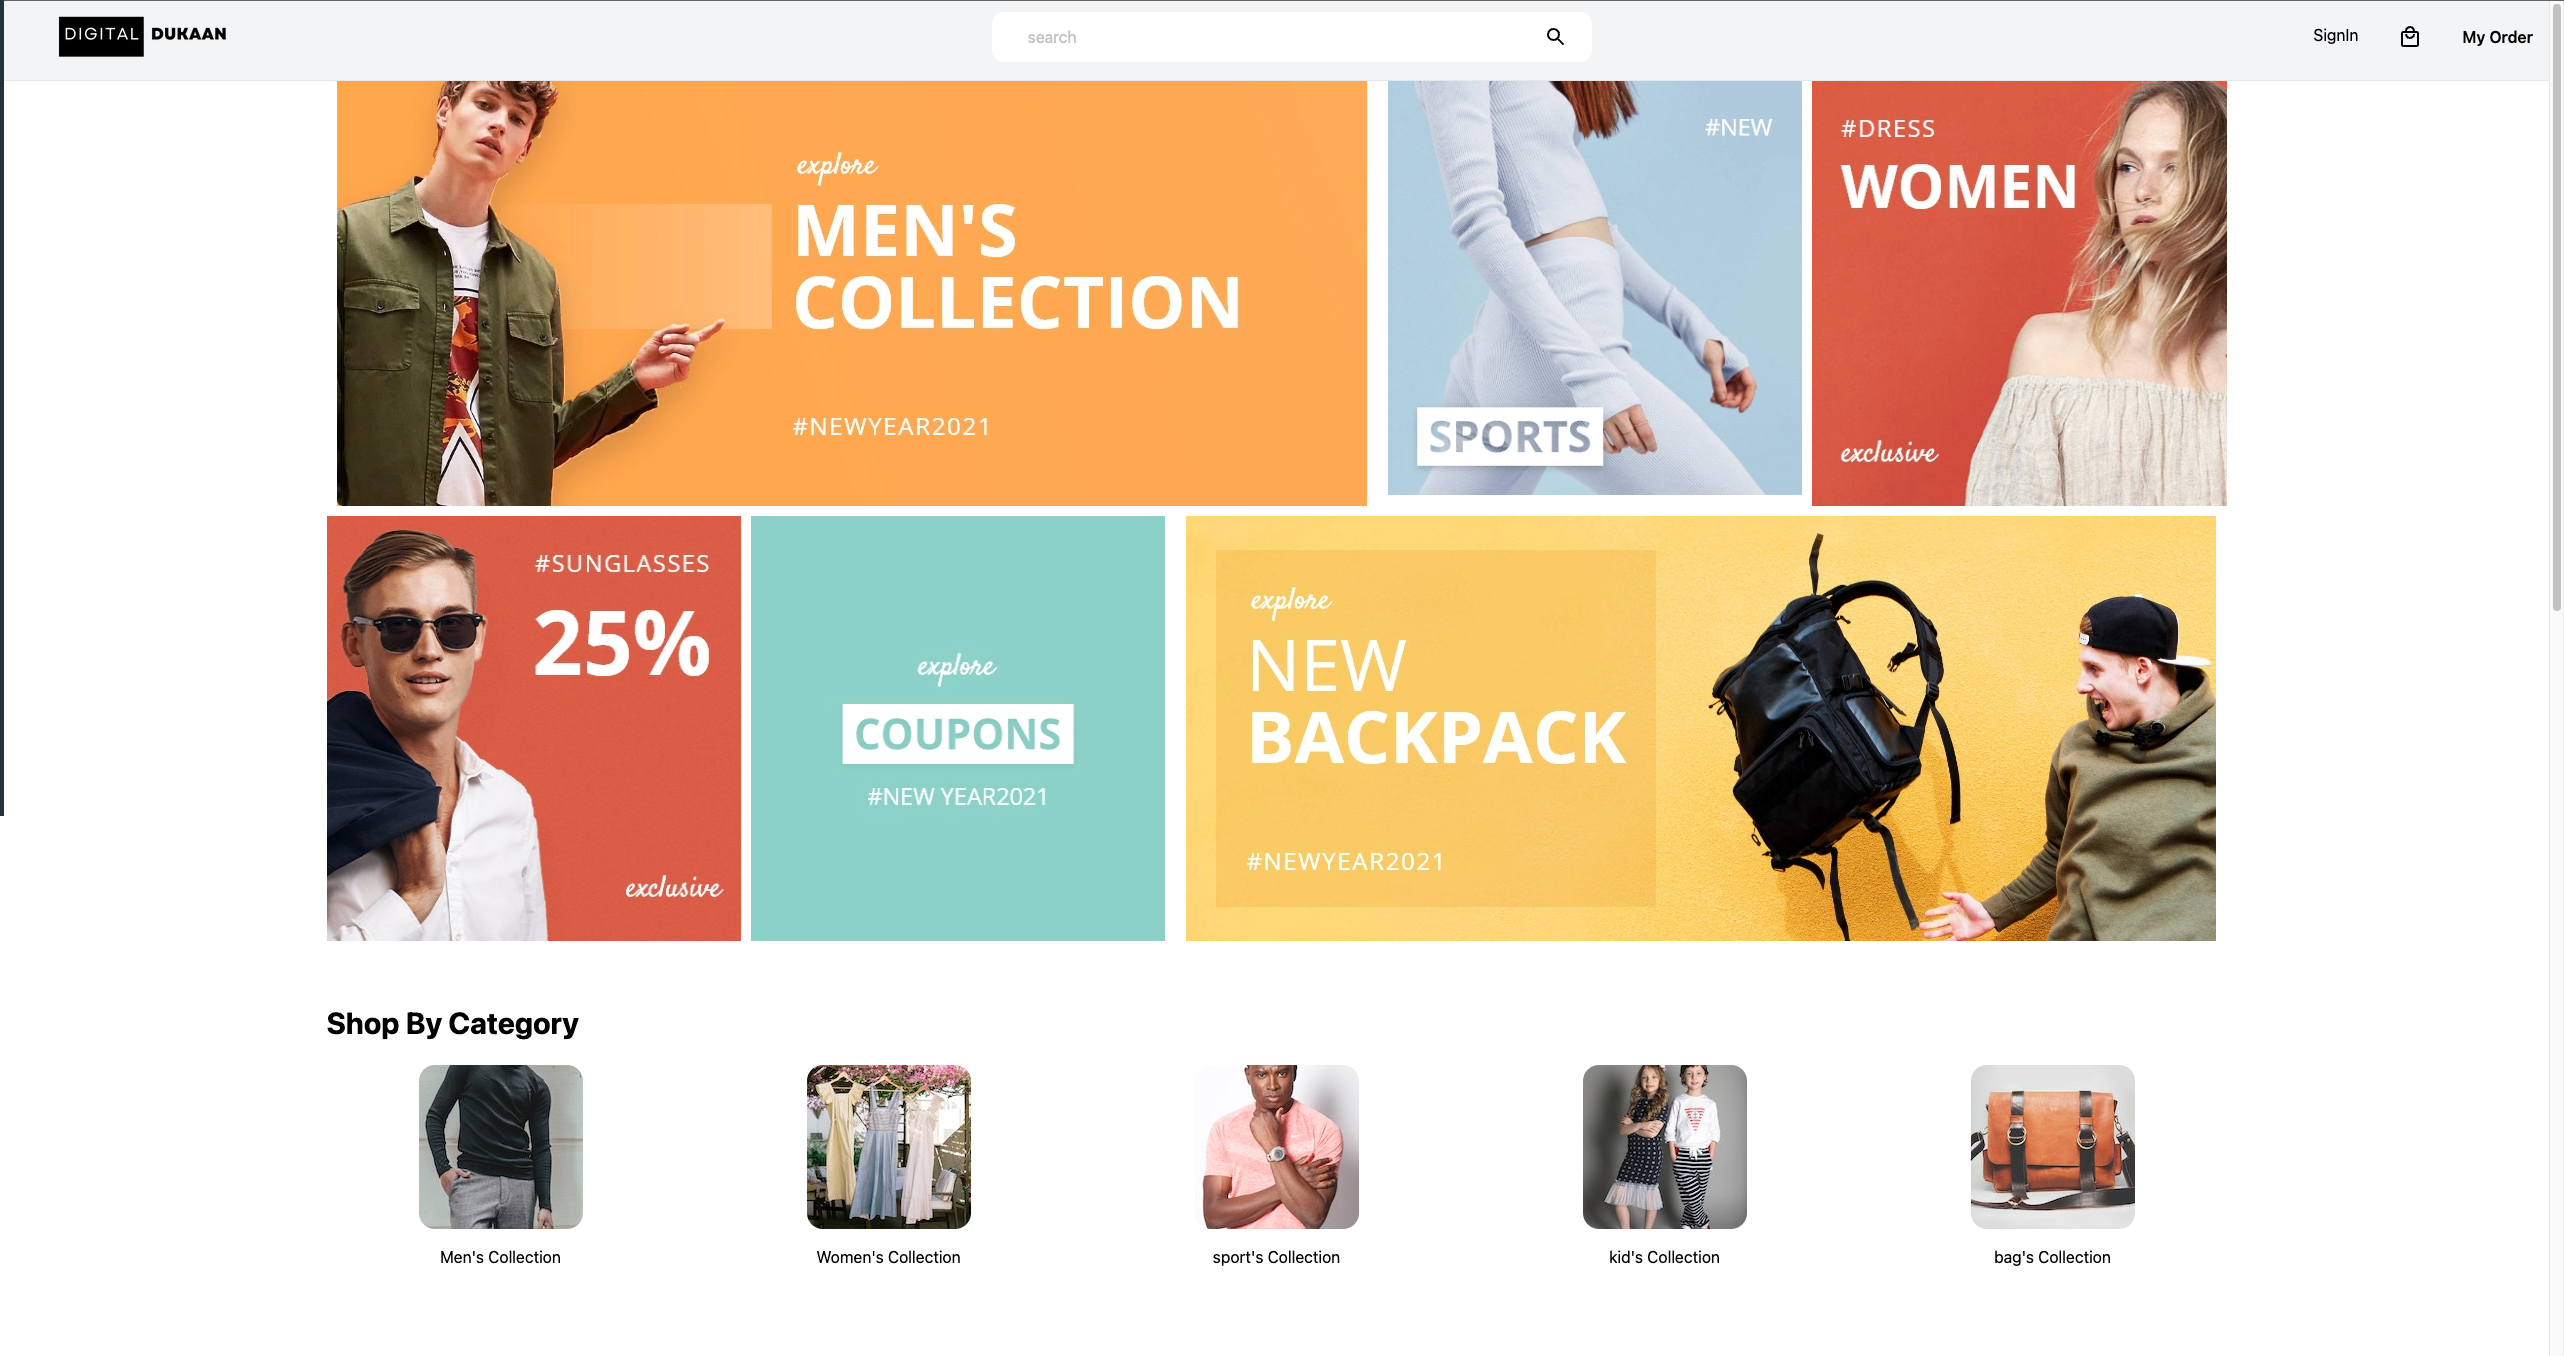 DIGITAL DUKAAN
search
SignIn
My Order
explore
MEN'S
COLLECTION
#NEWYEAR2021
#NEW
SPORTS
#DRESS
WOMEN
exclusive
#SUNGLASSES
25%
exclusive
explore
COUPONS
#NEW YEAR2021
explore
NEW
BACKPACK
#NEWYEAR2021
Shop By Category
Men's Collection
Women's Collection
sport's Collection
kid's Collection
bag's Collection